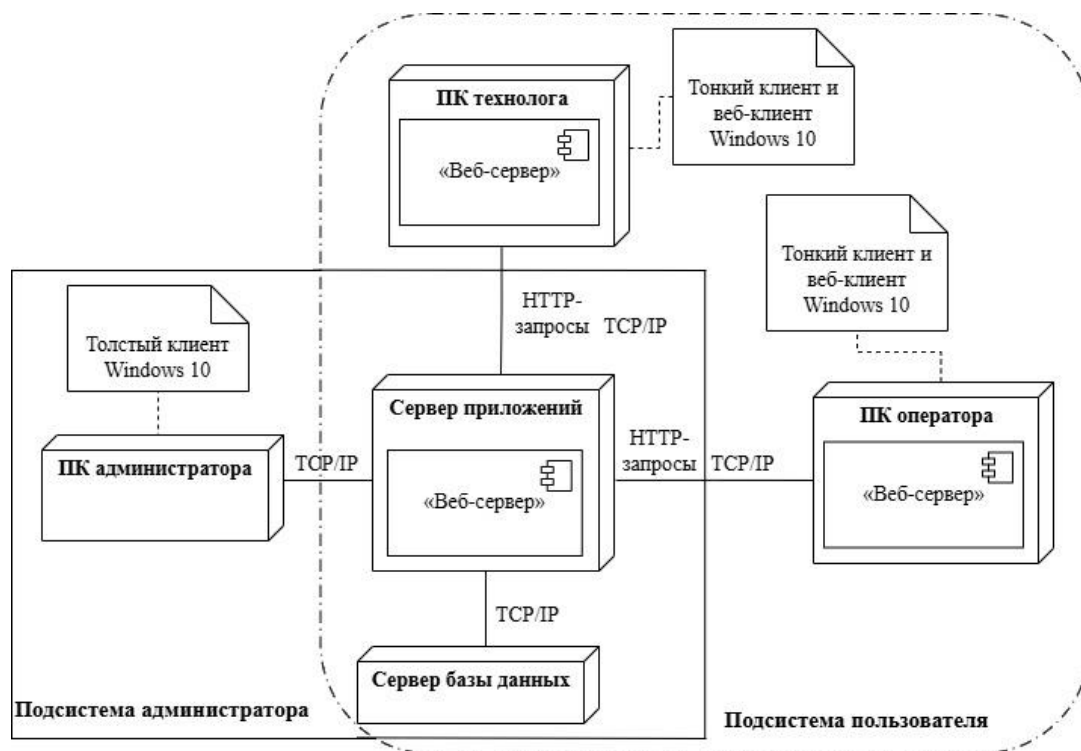 ПК технолога
«Веб-сервер»
Тонкий клиент и
веб-клиент
Windows 10
Тонкий клиент и
веб-клиент
Windows 10
HTTP-
запросы TCP/IP
Толстый клиент
Windows 10
ПК администратора
TCP/IP
Сервер приложений
«Веб-сервер»
HTTP-
запросы TCP/IP
ПК оператора
«Веб-сервер»
TCP/IP
Сервер базы данных
Подсистема администратора
Подсистема пользователя